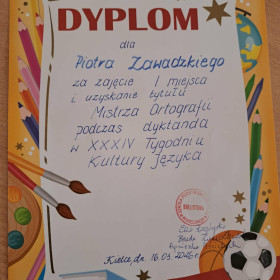 DYPLOM
dla
Piotra Zawadzkiego
za zajęcie I miejsca
i uzyskanie tytułu
Mistrza Ortografii
podczas dyktanda
w XXXIV Tygodniu
Kultury Języka
Kielce, dn. 16.03.2026 r.